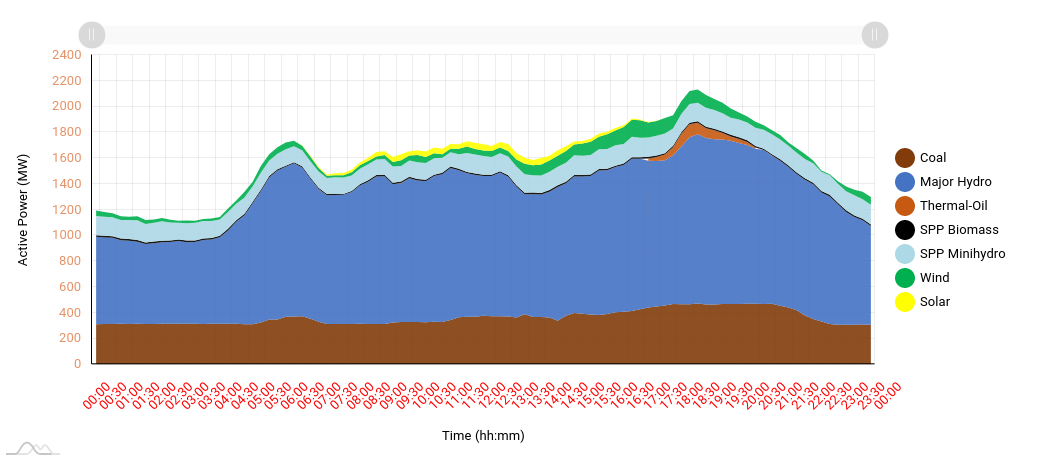 2400
2200
2000
1800
1600
1400
1200
1000
800
600
400
200
0
Active Power (MW)
00:00 00:30 01:00 01:30 02:00 02:30 03:00 03:30 04:00 04:30 05:00 05:30 06:00 06:30 07:00 07:30 08:00 08:30 09:00 09:30 10:00 10:30 11:00 11:30 12:00 12:30 13:00 13:30 14:00 14:30 15:00 15:30 16:00 16:30 17:00 17:30 18:00 18:30 19:00 19:30 20:00 20:30 21:00 21:30 22:00 22:30 23:00 23:30 00:00
Time (hh:mm)
Coal
Major Hydro
Thermal-Oil
SPP Biomass
SPP Minihydro
Wind
Solar